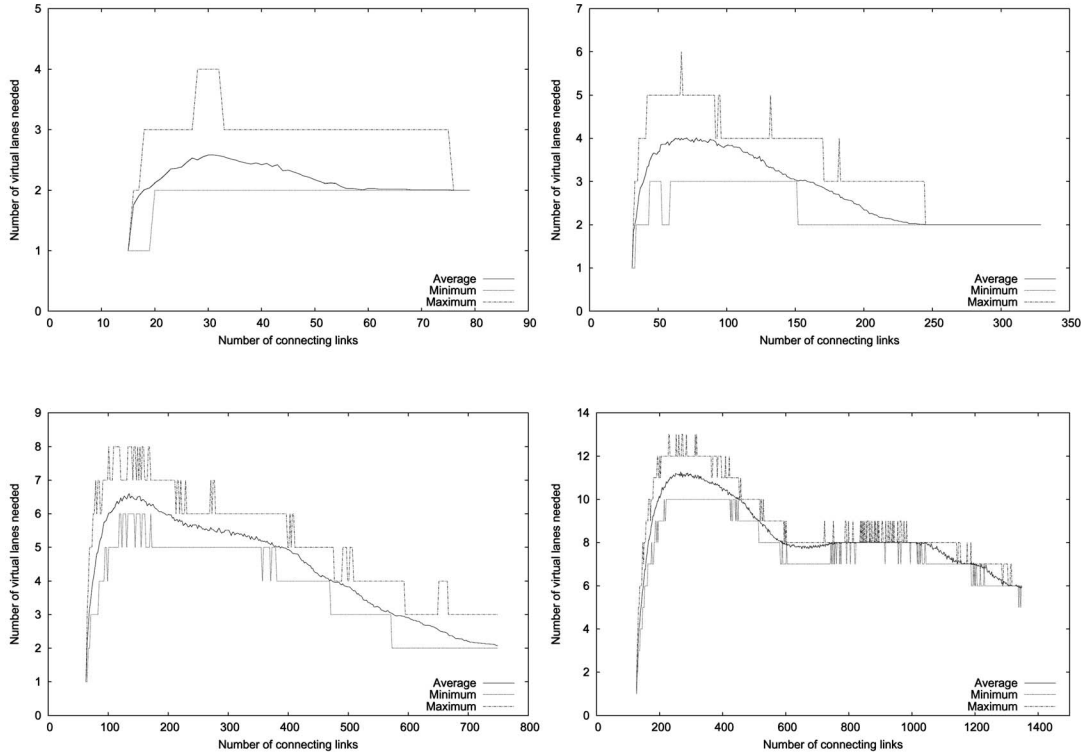 5
4
3
2
1
0
Number of virtual lanes needed
Average
Minimum
Maximum
0 10 20 30 40 50 60 70 80 90
Number of connecting links
7
6
5
4
3
2
1
0
Number of virtual lanes needed
Average
Minimum
Maximum
0 50 100 150 200 250 300 350
Number of connecting links
9
8
7
6
5
4
3
2
1
0
Number of virtual lanes needed
Average
Minimum
Maximum
0 100 200 300 400 500 600 700 800
Number of connecting links
14
12
10
8
6
4
2
0
Number of virtual lanes needed
Average
Minimum
Maximum
0 200 400 600 800 1000 1200 1400
Number of connecting links